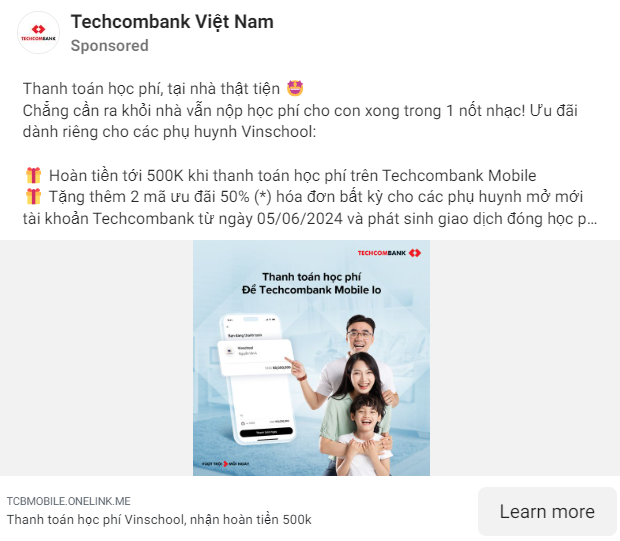 Techcombank Việt Nam
TECHCOMBANK
Sponsored
Thanh toán học phí, tại nhà thật tiện
Chẳng cần ra khỏi nhà vẫn nộp học phí cho con xong trong 1 nốt nhạc! Ưu đãi
dành riêng cho các phụ huynh Vinschool:
Hoàn tiền tới 500K khi thanh toán học phí trên Techcombank Mobile
Tặng thêm 2 mã ưu đãi 50% (*) hóa đơn bất kỳ cho các phụ huynh mở mới
tài khoản Techcombank từ ngày 05/06/2024 và phát sinh giao dịch đóng học p...
TECHCOMBANK
Thanh toán học phí
Để Techcombank Mobile lo
Vinschool
VƯỢT TRỘI MỖI NGÀY
TCBMOBILE.ONELINK.ME
Thanh toán học phí Vinschool, nhận hoàn tiền 500k
Learn more